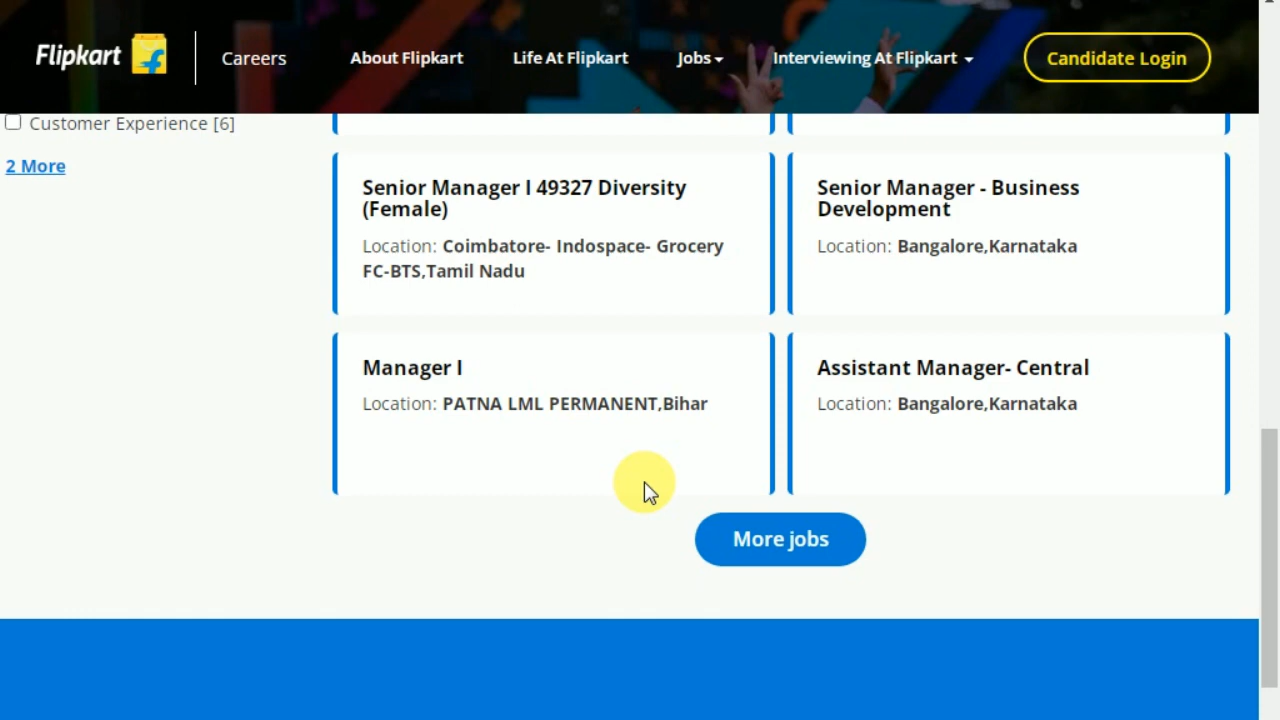 Flipkart
Careers
About Flipkart
Life At Flipkart
Jobs
Interviewing At Flipkart
Candidate Login
Customer Experience [6]
2 More
Senior Manager I 49327 Diversity
(Female)
Location: Coimbatore- Indospace- Grocery
FC-BTS,Tamil Nadu
Senior Manager - Business
Development
Location: Bangalore,Karnataka
Manager I
Location: PATNA LML PERMANENT,Bihar
Assistant Manager- Central
Location: Bangalore,Karnataka
More jobs